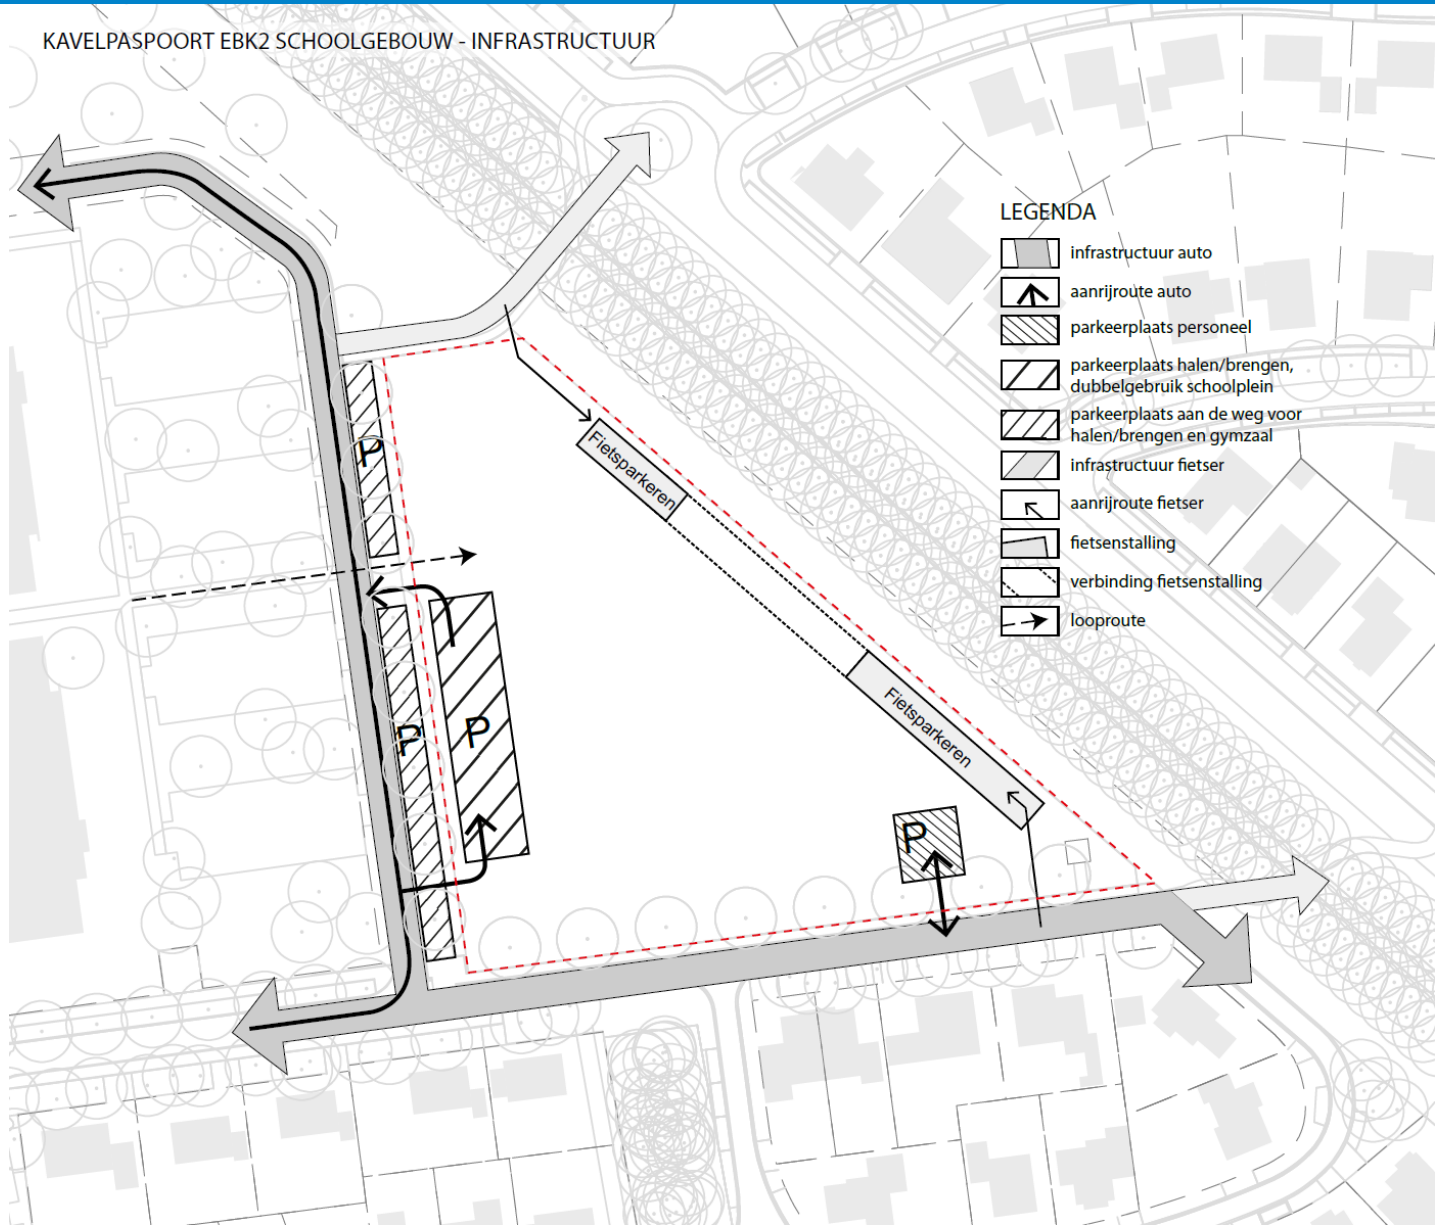 KAVELPASPOORT EBK2 SCHOOLGEBOUW - INFRASTRUCTUUR
LEGENDA
infrastructuur auto
aanrijroute auto
parkeerplaats personeel
parkeerplaats halen/brengen,
dubbelgebruik schoolplein
parkeerplaats aan de weg voor
halen/brengen en gymzaal
infrastructuur fietser
aanrijroute fietser
fietsenstalling
verbinding fietsenstalling
looproute
P
Fietsparkeren
P
P
Fietsparkeren
P